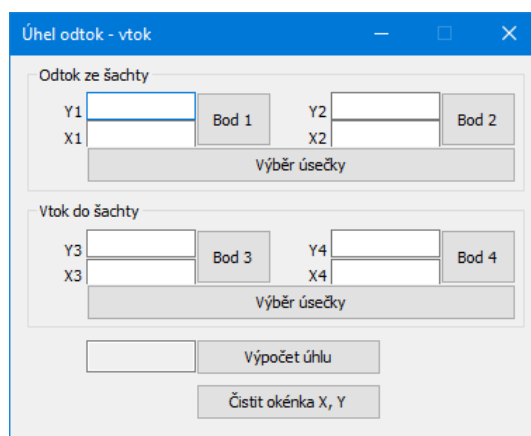 Úhel odtok - vtok
Odtok ze šachty
Y1
Bod 1
Y2
Bod 2
X1
X2
Výběr úsečky
Vtok do šachty
Y3
Bod 3
Y4
Bod 4
X3
X4
Výběr úsečky
Výpočet úhlu
Čistit okénka X, Y